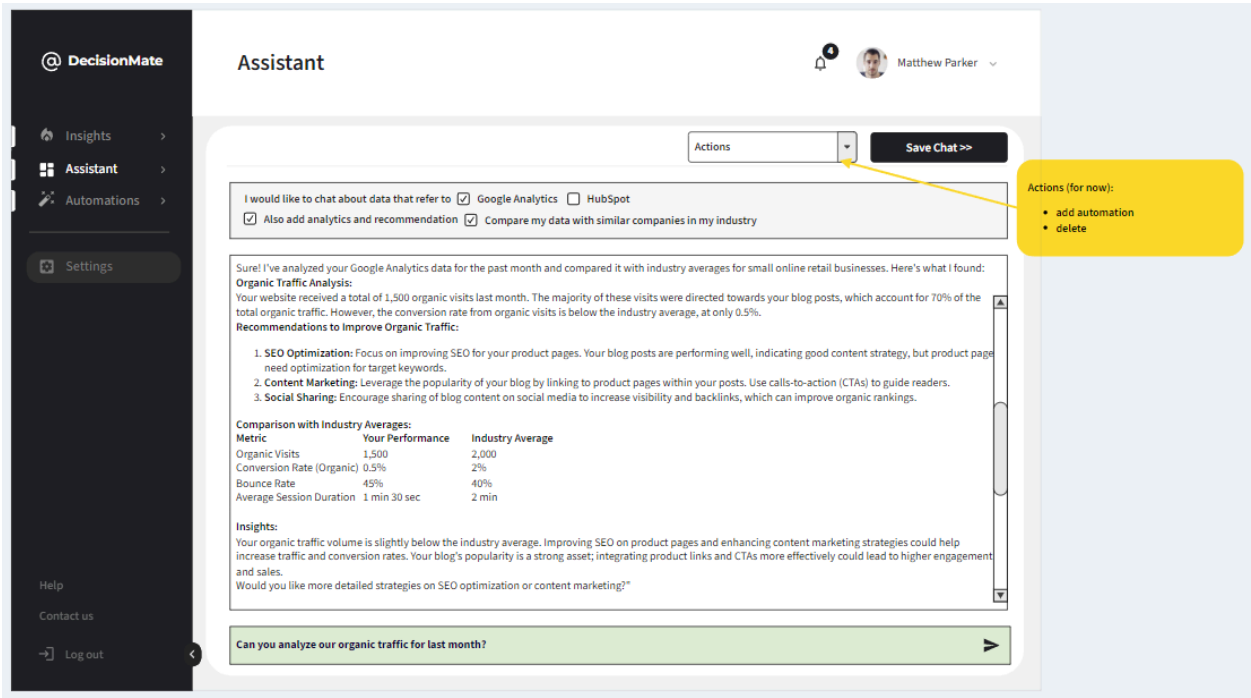 @ DecisionMate
Assistant
4
Matthew Parker
Insights
Assistant
Automations
Settings
Help
Contact us
Log out
Actions
Save Chat >>
Actions (for now):
• add automation
• delete
I would like to chat about data that refer to Google Analytics HubSpot
Also add analytics and recommendation Compare my data with similar companies in my industry
Sure! I've analyzed your Google Analytics data for the past month and compared it with industry averages for small online retail businesses. Here's what I found:
Organic Traffic Analysis:
Your website received a total of 1,500 organic visits last month. The majority of these visits were directed towards your blog posts, which account for 70% of the
total organic traffic. However, the conversion rate from organic visits is below the industry average, at only 0.5%.
Recommendations to Improve Organic Traffic:
1. SEO Optimization: Focus on improving SEO for your product pages. Your blog posts are performing well, indicating good content strategy, but product page
need optimization for target keywords.
2. Content Marketing: Leverage the popularity of your blog by linking to product pages within your posts. Use calls-to-action (CTAs) to guide readers.
3. Social Sharing: Encourage sharing of blog content on social media to increase visibility and backlinks, which can improve organic rankings.
Comparison with Industry Averages:
Metric Your Performance Industry Average
Organic Visits 1,500 2,000
Conversion Rate (Organic) 0.5% 2%
Bounce Rate 45% 40%
Average Session Duration 1 min 30 sec 2 min
Insights:
Your organic traffic volume is slightly below the industry average. Improving SEO on product pages and enhancing content marketing strategies could help
increase traffic and conversion rates. Your blog's popularity is a strong asset; integrating product links and CTAs more effectively could lead to higher engagement
and sales.
Would you like more detailed strategies on SEO optimization or content marketing?"
Can you analyze our organic traffic for last month?